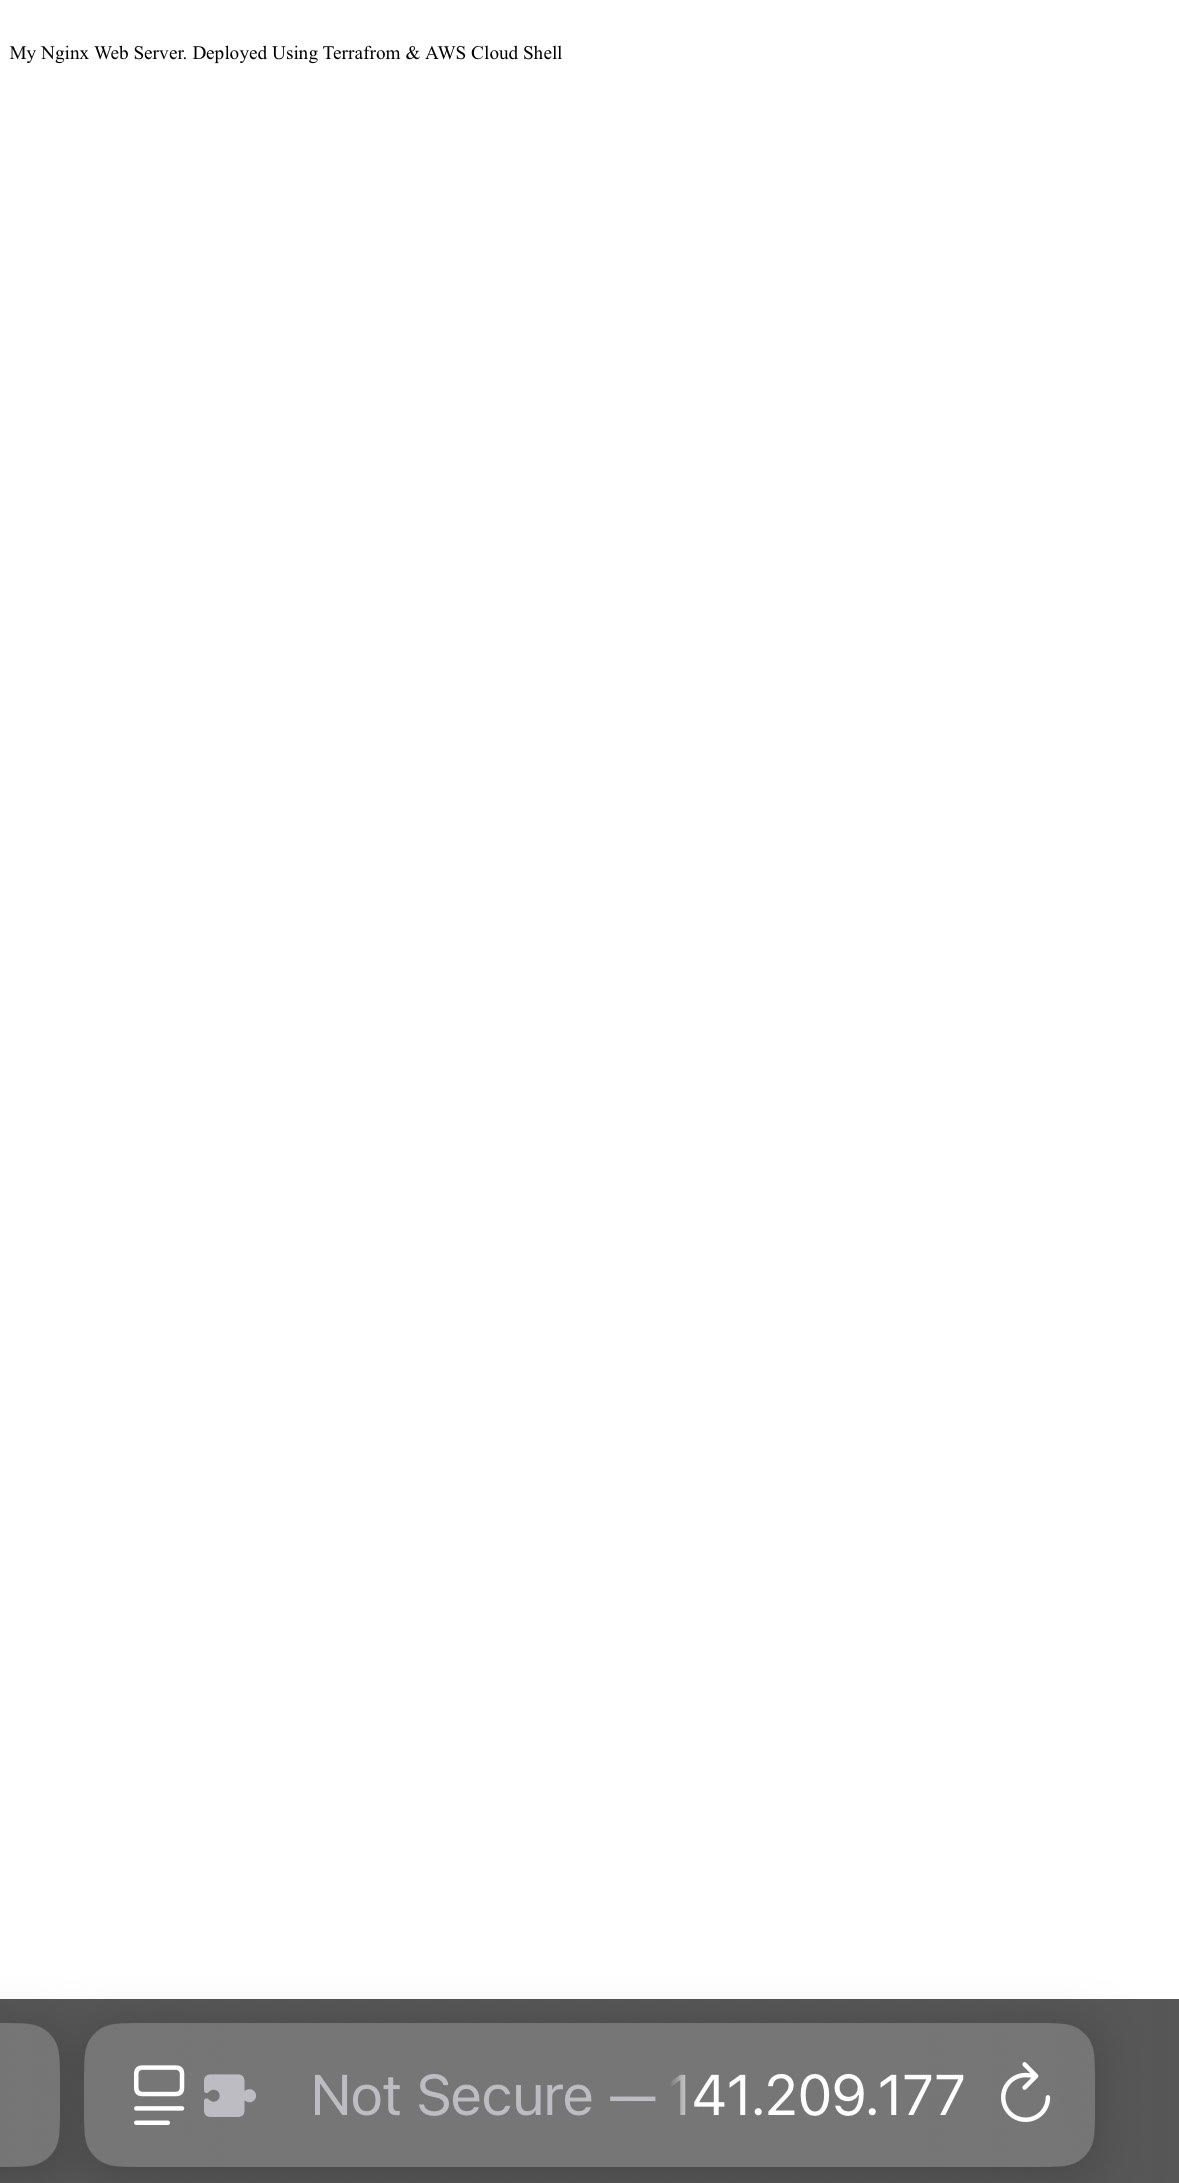 My Nginx Web Server. Deployed Using Terrafrom & AWS Cloud Shell
Not Secure — 141.209.177